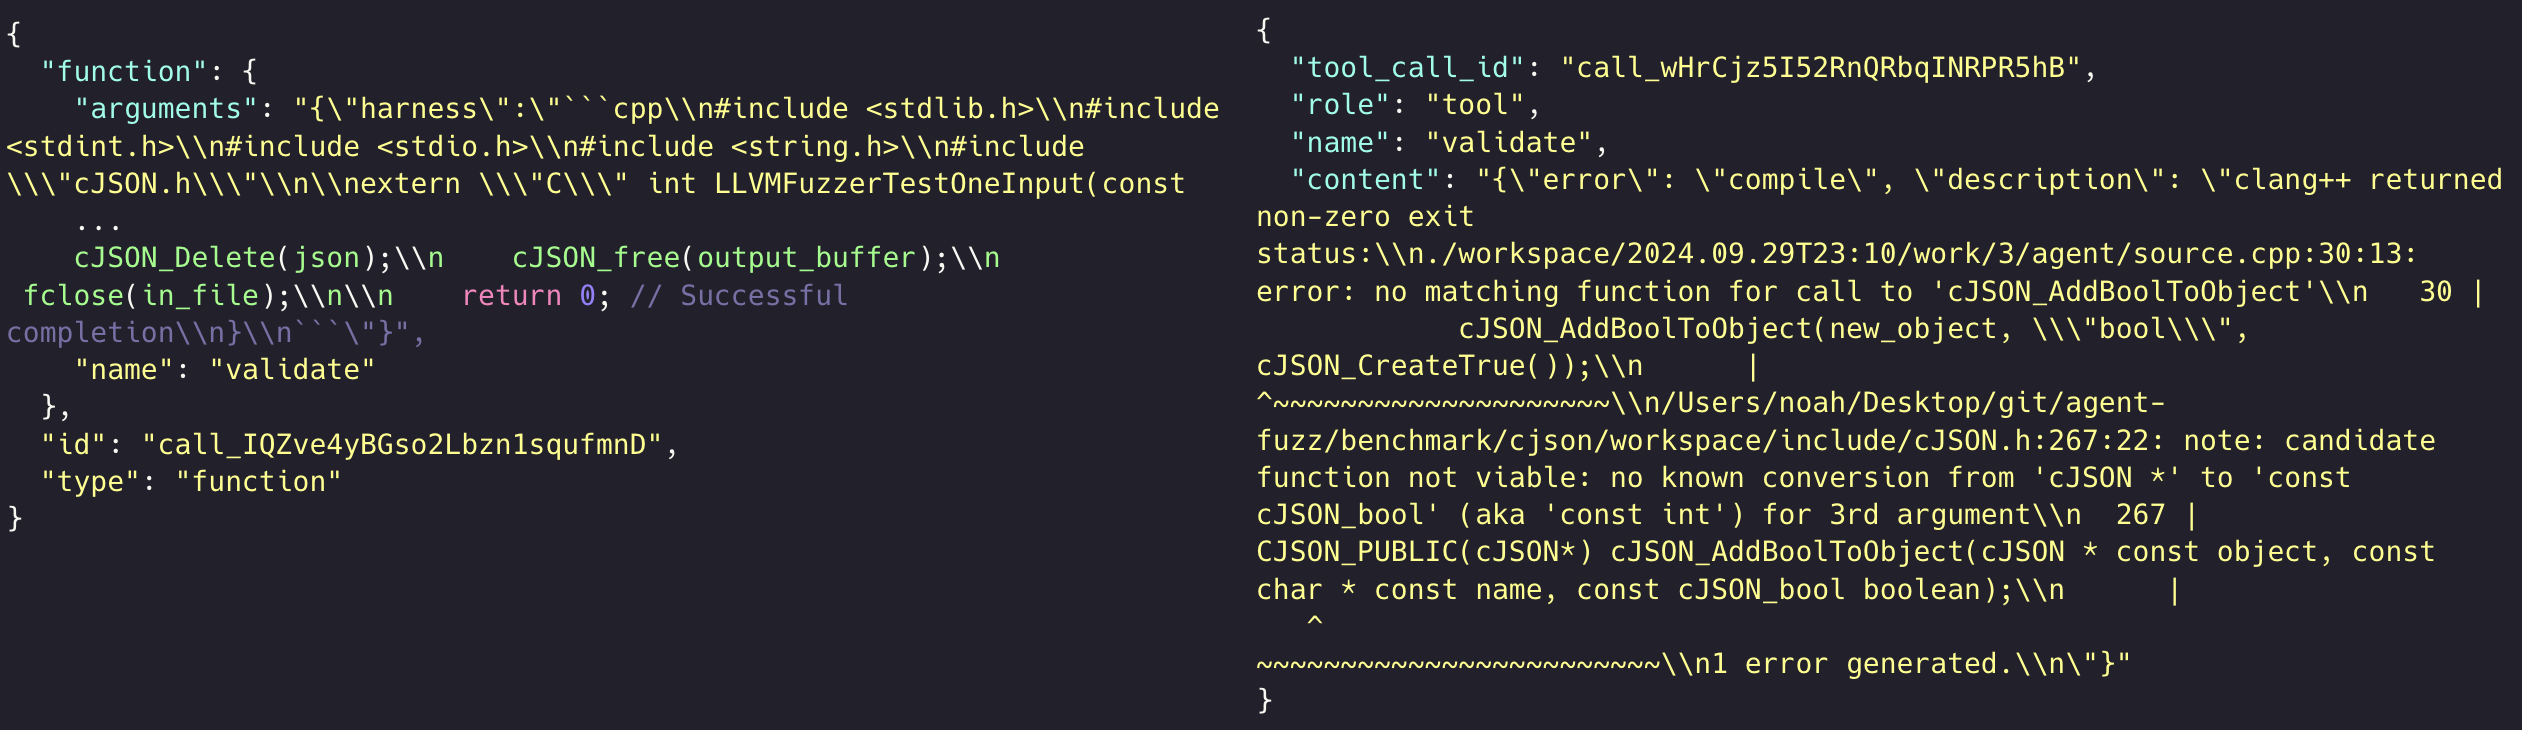 {
  "function": {
    "arguments": "{\"harness\":\"```cpp\\n#include <stdlib.h>\\n#include
<stdint.h>\\n#include <stdio.h>\\n#include <string.h>\\n#include
\\\"cJSON.h\\\"\\n\\nextern \\\"C\\\" int LLVMFuzzerTestOneInput(const
    ...
    cJSON_Delete(json);\\n    cJSON_free(output_buffer);\\n
 fclose(in_file);\\n\\n    return 0; // Successful
completion\\n}\\n```\"}",
    "name": "validate"
  },
  "id": "call_IQZve4yBGso2Lbzn1squfmnD",
  "type": "function"
}
{
  "tool_call_id": "call_wHrCjz5I52RnQRbqINRPR5hB",
  "role": "tool",
  "name": "validate",
  "content": "{\"error\": \"compile\", \"description\": \"clang++ returned
non-zero exit
status:\\n./workspace/2024.09.29T23:10/work/3/agent/source.cpp:30:13:
error: no matching function for call to 'cJSON_AddBoolToObject'\\n   30 |
            cJSON_AddBoolToObject(new_object, \\\"bool\\\",
cJSON_CreateTrue());\\n      |
^~~~~~~~~~~~~~~~~~~~~\\n/Users/noah/Desktop/git/agent-
fuzz/benchmark/cjson/workspace/include/cJSON.h:267:22: note: candidate
function not viable: no known conversion from 'cJSON *' to 'const
cJSON_bool' (aka 'const int') for 3rd argument\\n  267 |
CJSON_PUBLIC(cJSON*) cJSON_AddBoolToObject(cJSON * const object, const
char * const name, const cJSON_bool boolean);\\n      |
   ^
~~~~~~~~~~~~~~~~~~~~~~~~\\n1 error generated.\\n\"}"
}